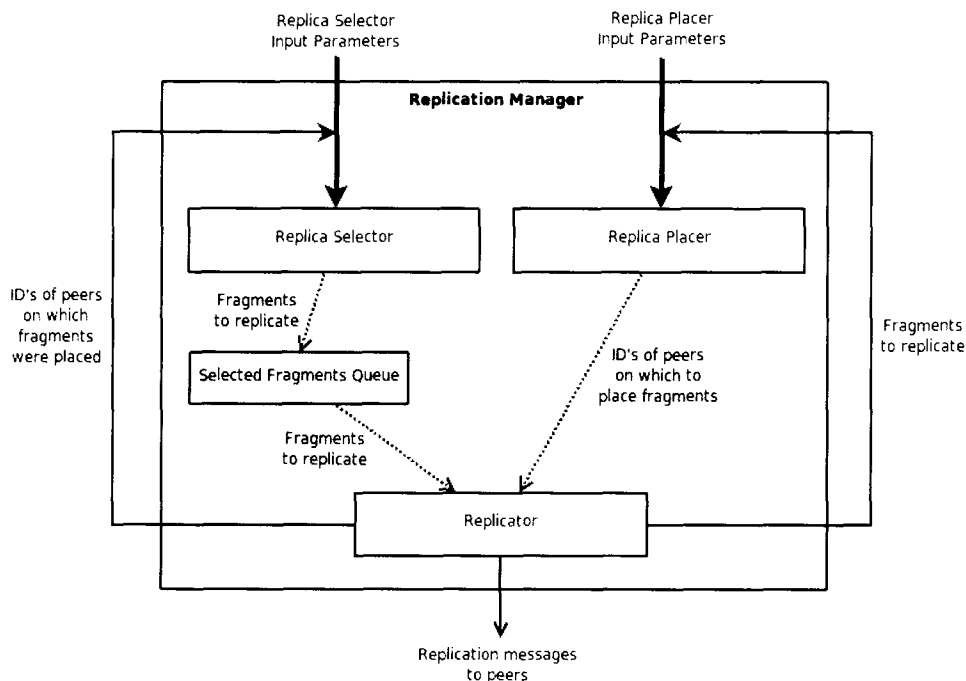 Replica Selector
Input Parameters
Replica Placer
Input Parameters
Replication Manager
Replica Selector
Replica Placer
ID's of peers
on which
fragments
were placed
Fragments
to replicate
Fragments
to replicate
Selected Fragments Queue
ID's of peers
on which to
place fragments
Fragments
to replicate
Replicator
Replication messages
to peers